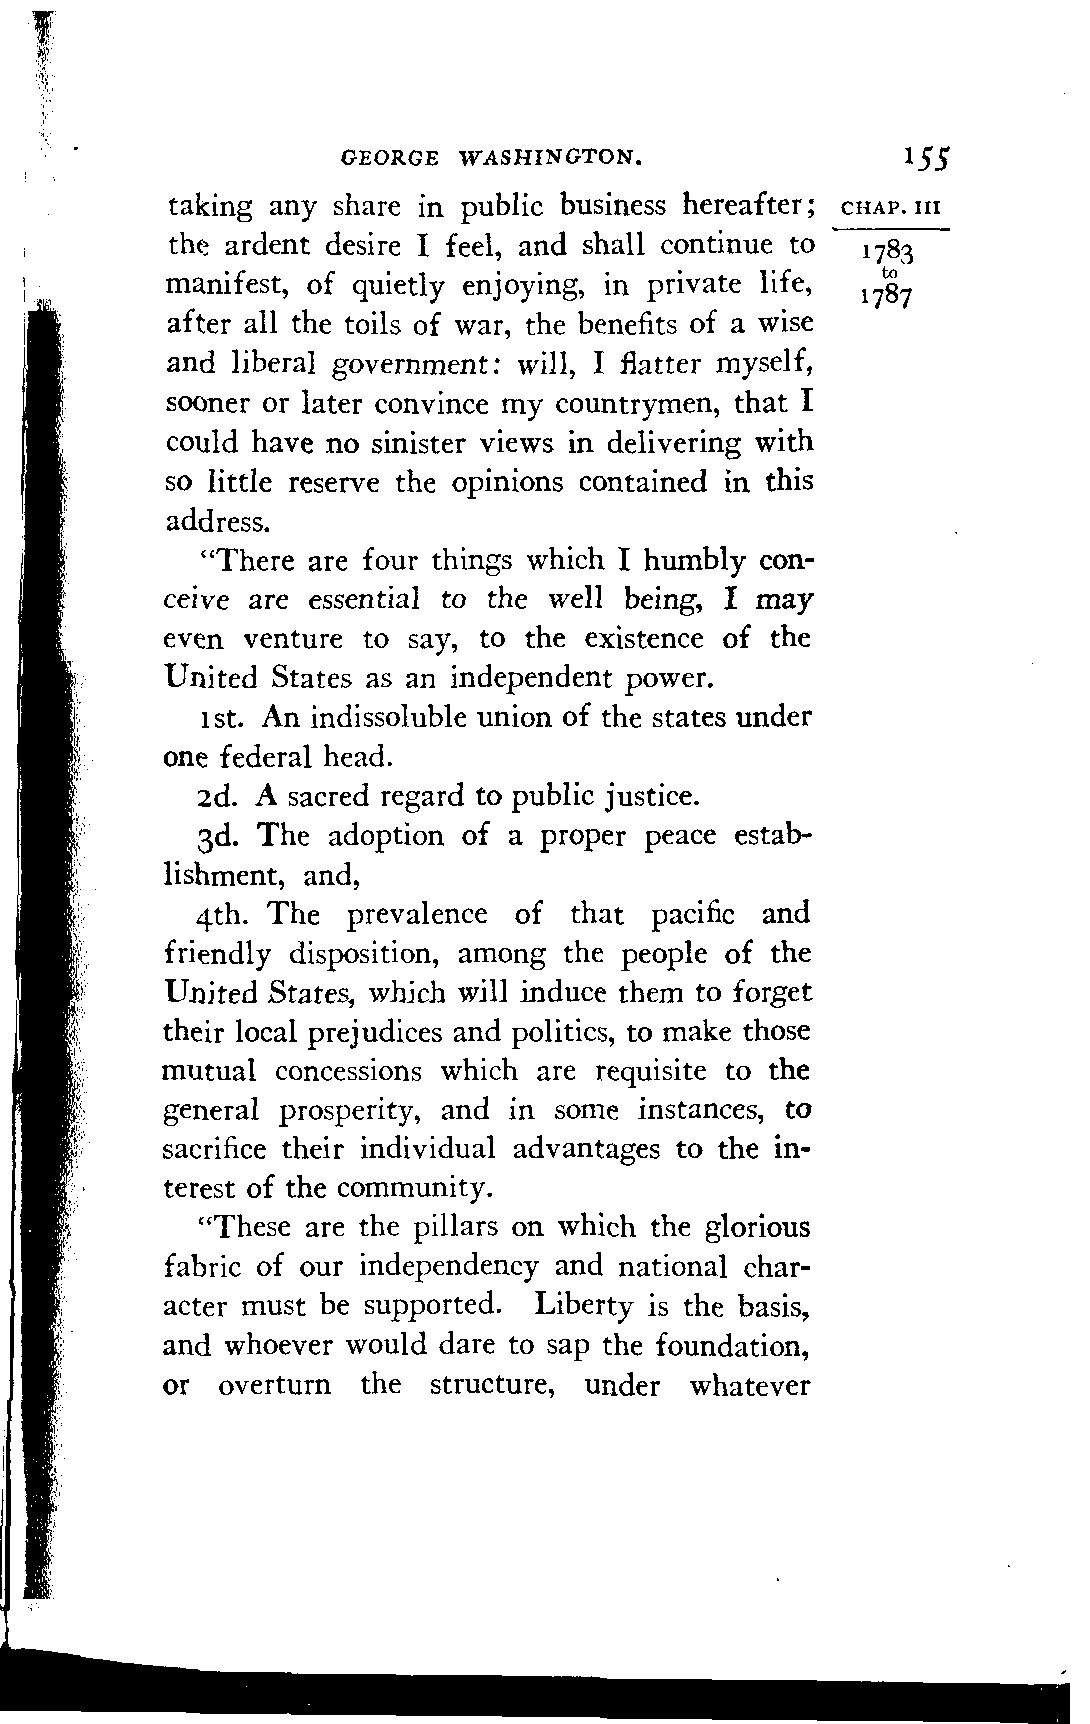 GEORGE WASHINGTON. 155
taking any share in public business hereafter; CHAP. III
the ardent desire I feel, and shall continue to 1783
manifest, of quietly enjoying, in private life, to
1787
after all the toils of war, the benefits of a wise
and liberal government: will, I flatter myself,
sooner or later convince my countrymen, that I
could have no sinister views in delivering with
so little reserve the opinions contained in this
address.
“There are four things which I humbly con-
ceive are essential to the well being, I may
even venture to say, to the existence of the
United States as an independent power.
1st. An indissoluble union of the states under
one federal head.
2d. A sacred regard to public justice.
3d. The adoption of a proper peace estab-
lishment, and,
4th. The prevalence of that pacific and
friendly disposition, among the people of the
United States, which will induce them to forget
their local prejudices and politics, to make those
mutual concessions which are requisite to the
general prosperity, and in some instances, to
sacrifice their individual advantages to the in-
terest of the community.
“These are the pillars on which the glorious
fabric of our independency and national char-
acter must be supported. Liberty is the basis,
and whoever would dare to sap the foundation,
or overturn the structure, under whatever